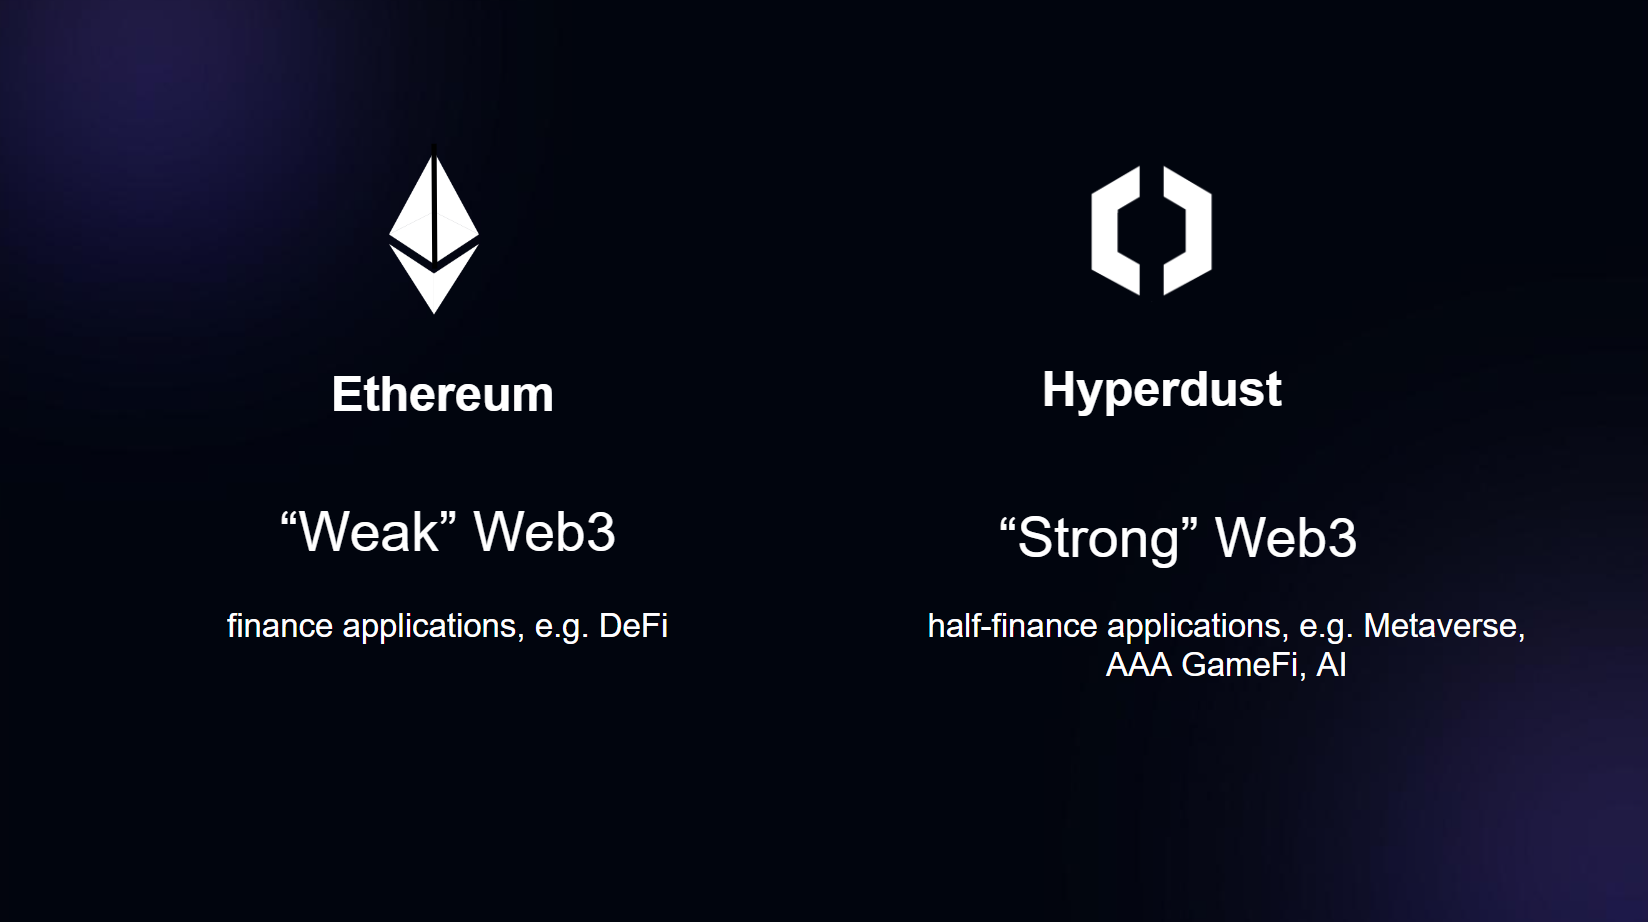 Ethereum
“Weak” Web3
finance applications, e.g. DeFi
Hyperdust
“Strong” Web3
half-finance applications, e.g. Metaverse,
AAA GameFi, AI